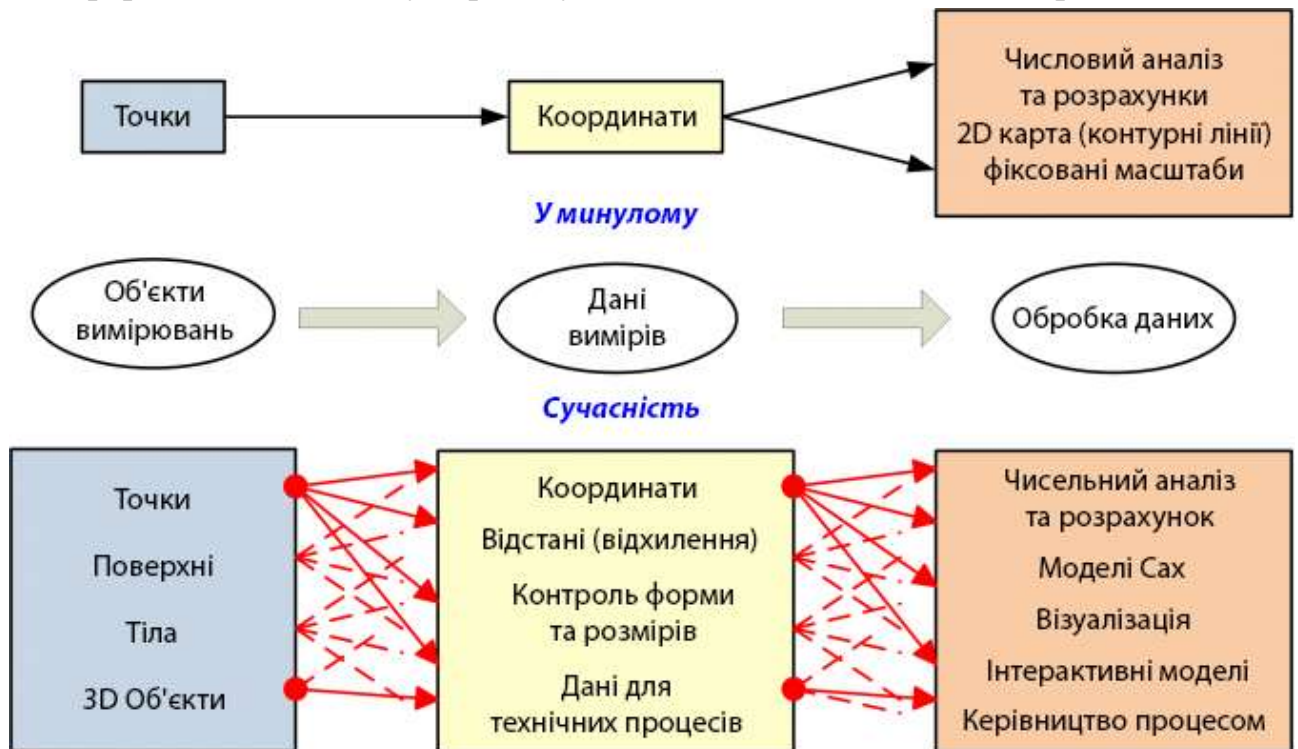 Точки
Координати
Числовий аналіз
та розрахунки
2D карта (контурні лінії)
фіксовані масштаби
У минулому
Об'єкти
вимірювань
Дані
вимірів
Обробка даних
Сучасність
Точки
Поверхні
Тіла
3D Об'єкти
Координати
Відстані (відхилення)
Контроль форми
та розмірів
Дані для
технічних процесів
Чисельний аналіз
та розрахунок
Моделі Сах
Візуалізація
Інтерактивні моделі
Керівництво процесом